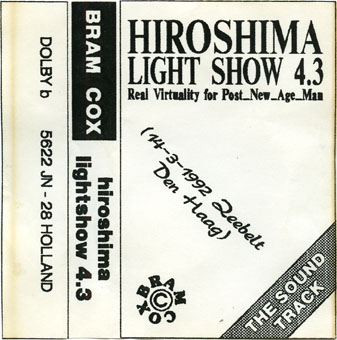 DOLBY b 5622 JN - 28 HOLLAND
BRAM COX
hiroshima
lightshow 4.3
HIROSHIMA
LIGHT SHOW 4.3
Real Virtuality for Post_New_Age_Man
(14-3-1992 Zeebelt
Den Haag)
BRAM
©
COX
THE SOUND
TRACK